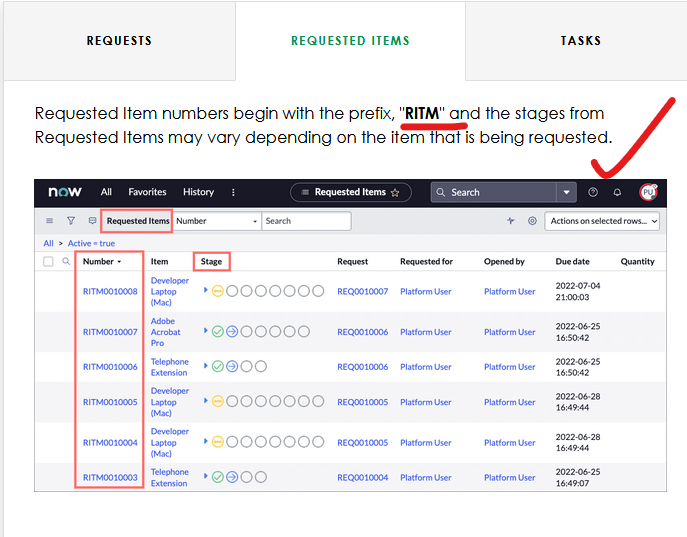 REQUESTS REQUESTED ITEMS TASKS
Requested Item numbers begin with the prefix, "RITM" and the stages from
Requested Items may vary depending on the item that is being requested.
now All Favorites History Requested Items Search PU
Requested Items Number Search Actions on selected rows...
All > Active = true
Number Item Stage Request Requested for Opened by Due date Quantity
RITM0010008 Developer Laptop (Mac) REQ0010007 Platform User Platform User 2022-07-04 21:00:03
RITM0010007 Adobe Acrobat Pro REQ0010006 Platform User Platform User 2022-06-25 16:50:42
RITM0010006 Telephone Extension REQ0010006 Platform User Platform User 2022-06-25 16:50:42
RITM0010005 Developer Laptop (Mac) REQ0010005 Platform User Platform User 2022-06-28 16:49:44
RITM0010004 Developer Laptop (Mac) REQ0010005 Platform User Platform User 2022-06-28 16:49:44
RITM0010003 Telephone Extension REQ0010004 Platform User Platform User 2022-06-25 16:49:07